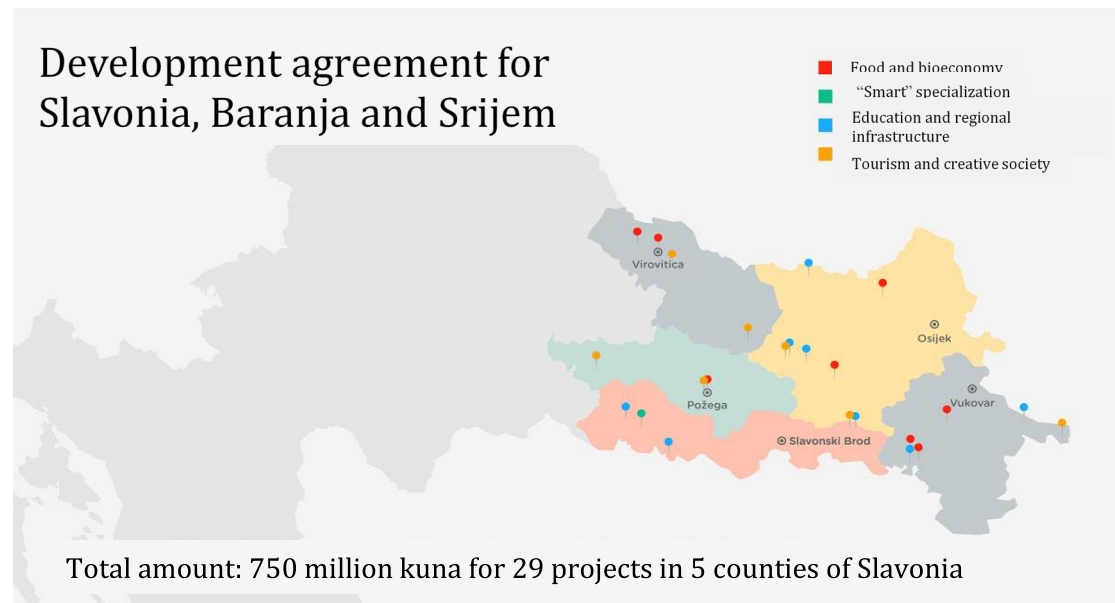 Development agreement for
Slavonia, Baranja and Srijem
Food and bioeconomy
“Smart” specialization
Education and regional
infrastructure
Tourism and creative society
Virovitica
Osijek
Vukovar
Požega
Slavonski Brod
Total amount: 750 million kuna for 29 projects in 5 counties of Slavonia